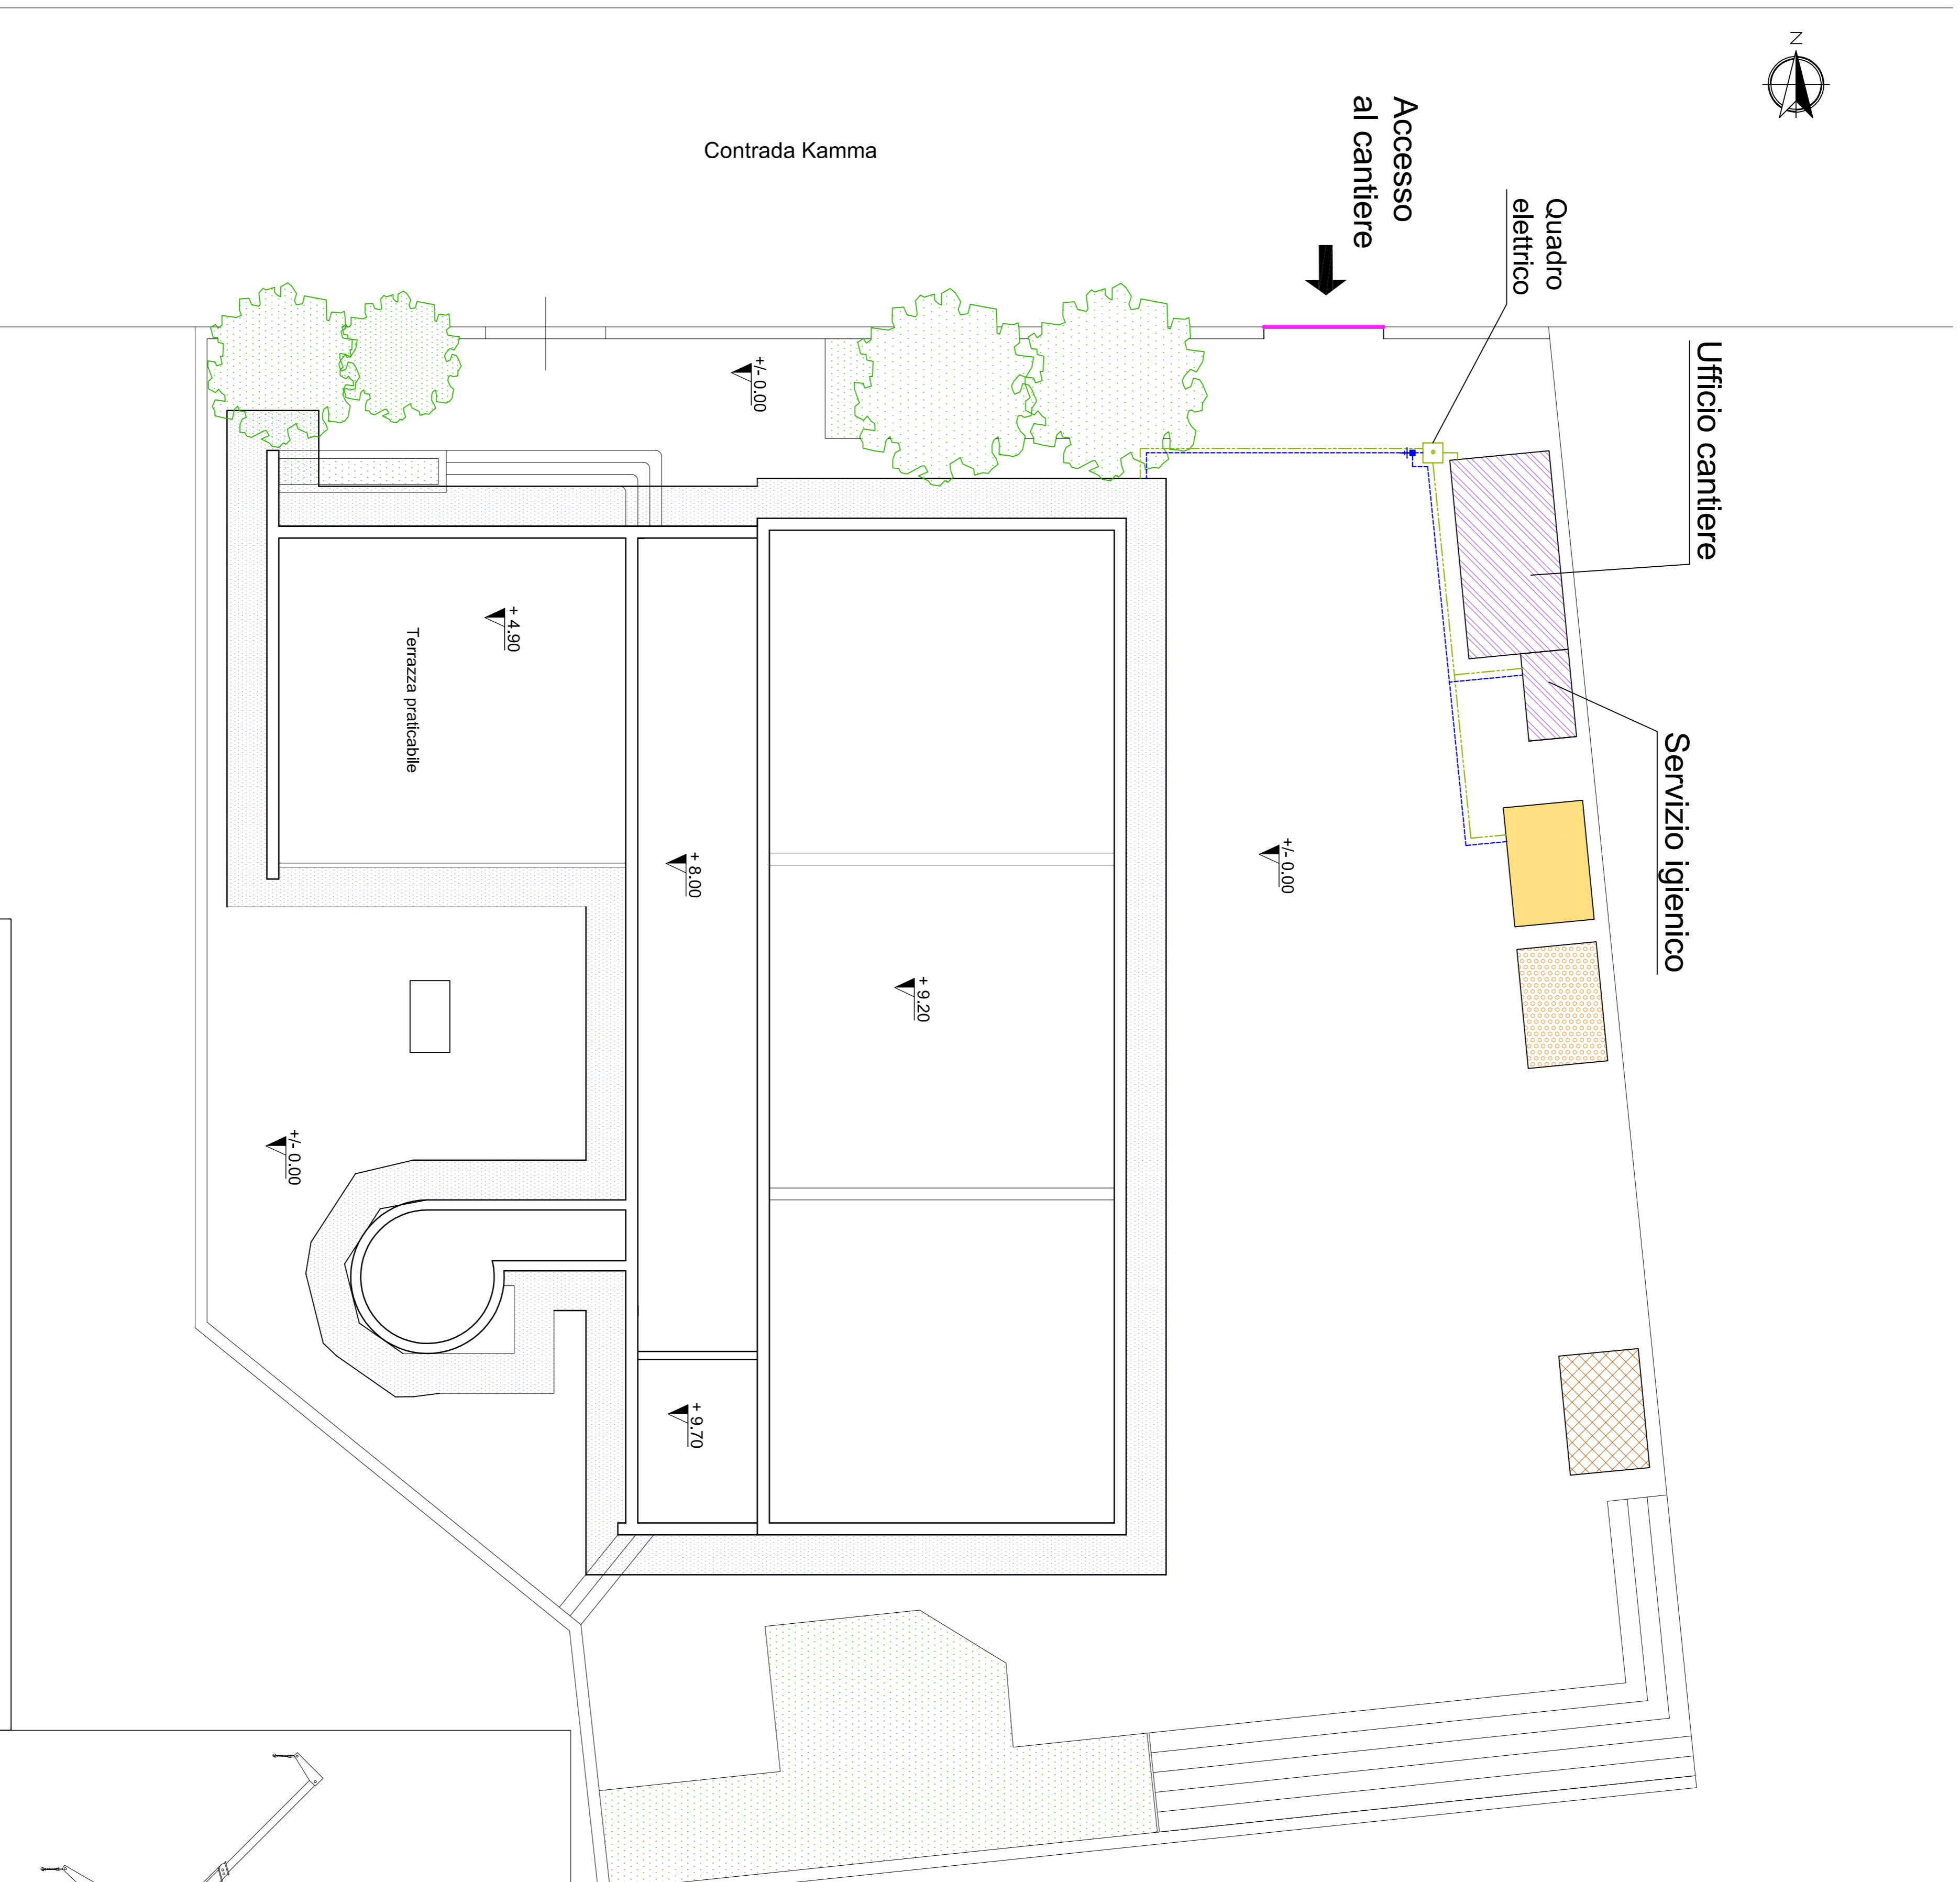 N
Contrada Kamma
Accesso
al cantiere
Quadro
elettrico
Ufficio cantiere
Servizio igienico
+/- 0.00
+ 4.90
Terrazza praticabile
+ 8.00
+/- 0.00
+ 9.20
+/- 0.00
+ 9.70